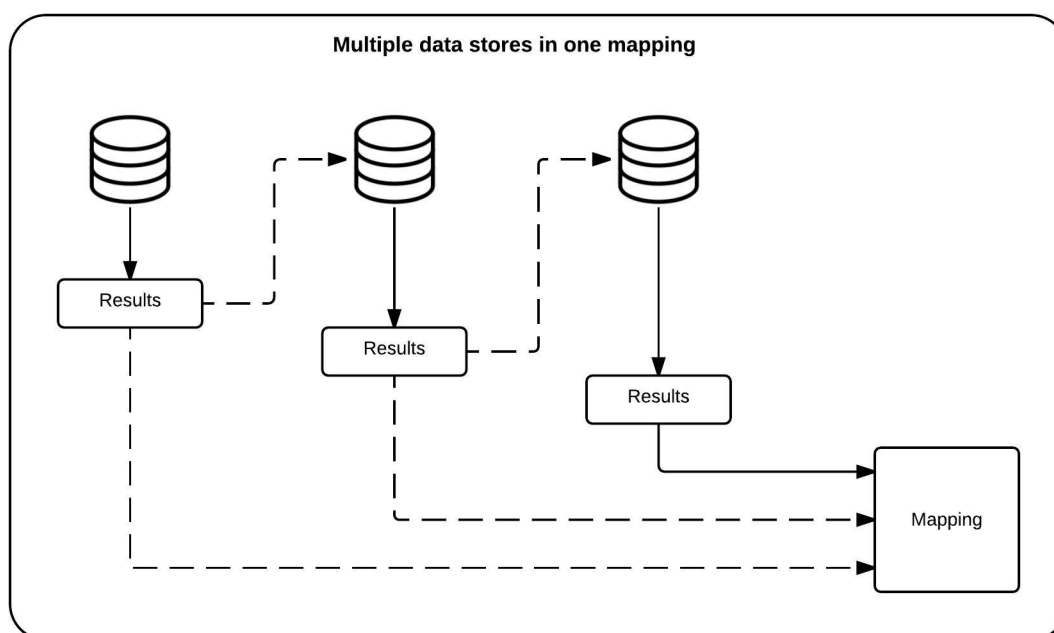 Multiple data stores in one mapping
Results
Results
Results
Mapping